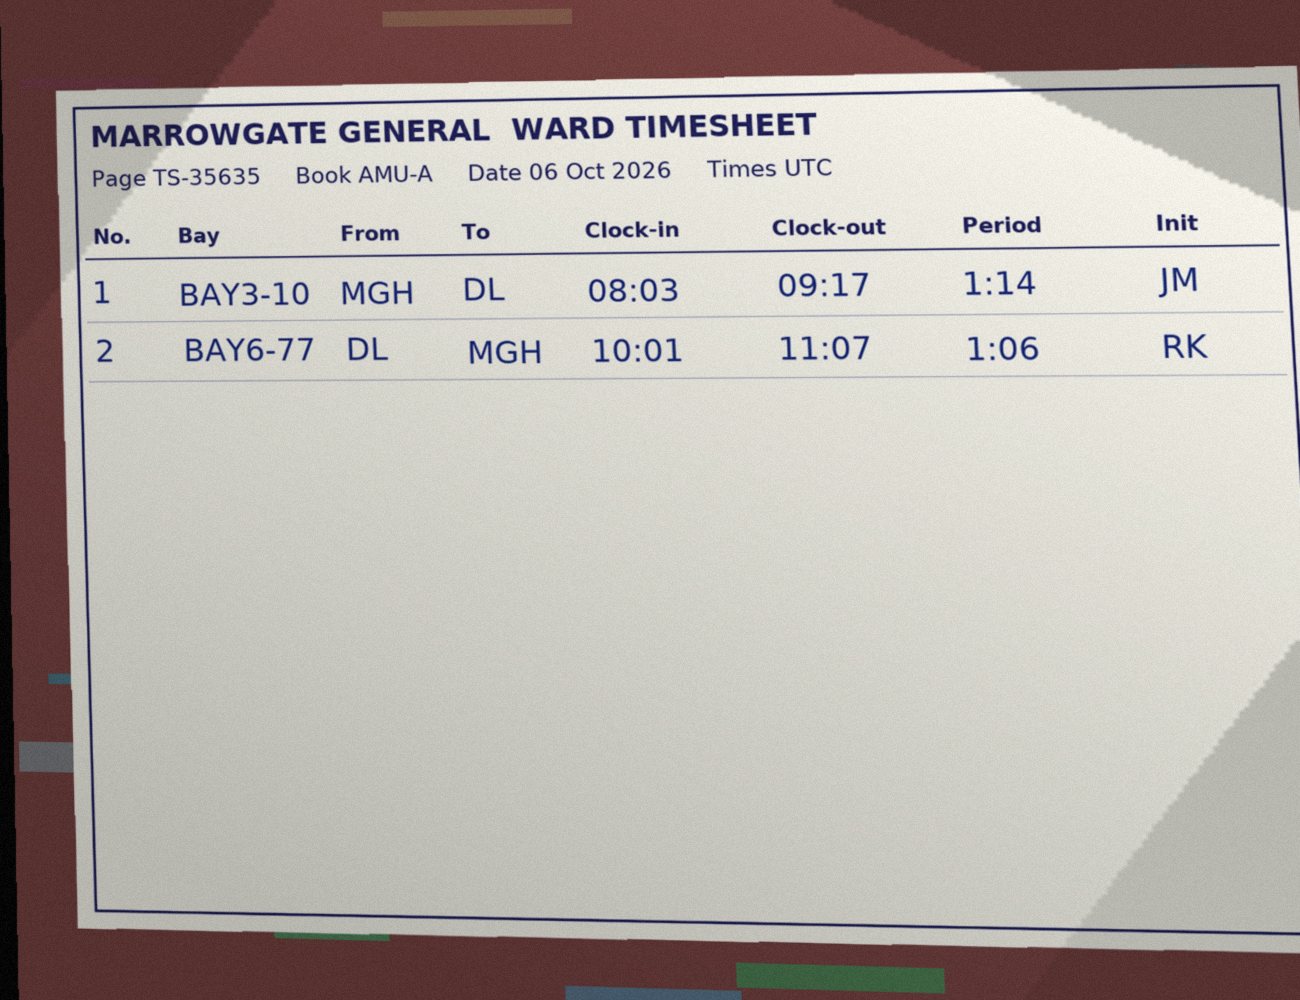 MARROWGATE GENERAL WARD TIMESHEET
Page TS-35635 Book AMU-A Date 06 Oct 2026 Times UTC
No. Bay From To Clock-in Clock-out Period Init
1 BAY3-10 MGH DL 08:03 09:17 1:14 JM
2 BAY6-77 DL MGH 10:01 11:07 1:06 RK